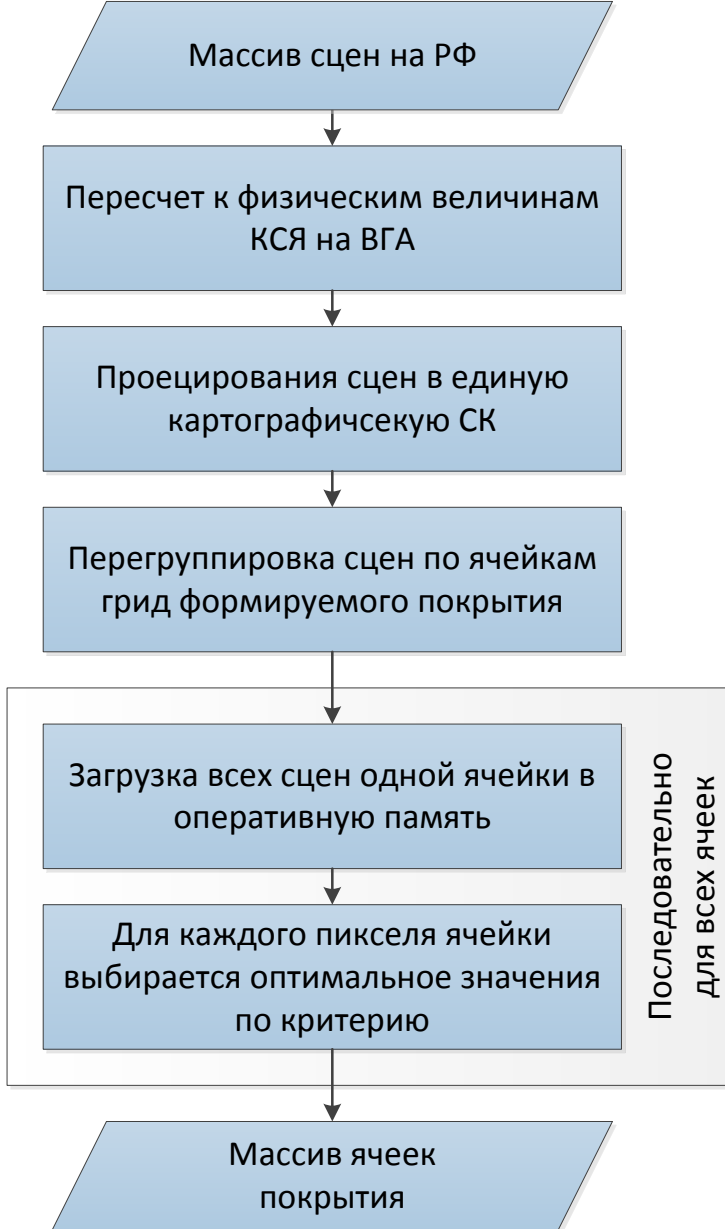 Массив сцен на РФ
Пересчет к физическим величинам
КСЯ на ВГА
Проецирования сцен в единую
картографичсекую СК
Перегруппировка сцен по ячейкам
грид формируемого покрытия
Загрузка всех сцен одной ячейки в
оперативную память
Для каждого пикселя ячейки
выбирается оптимальное значения
по критерию
Последовательно
для всех ячеек
Массив ячеек
покрытия